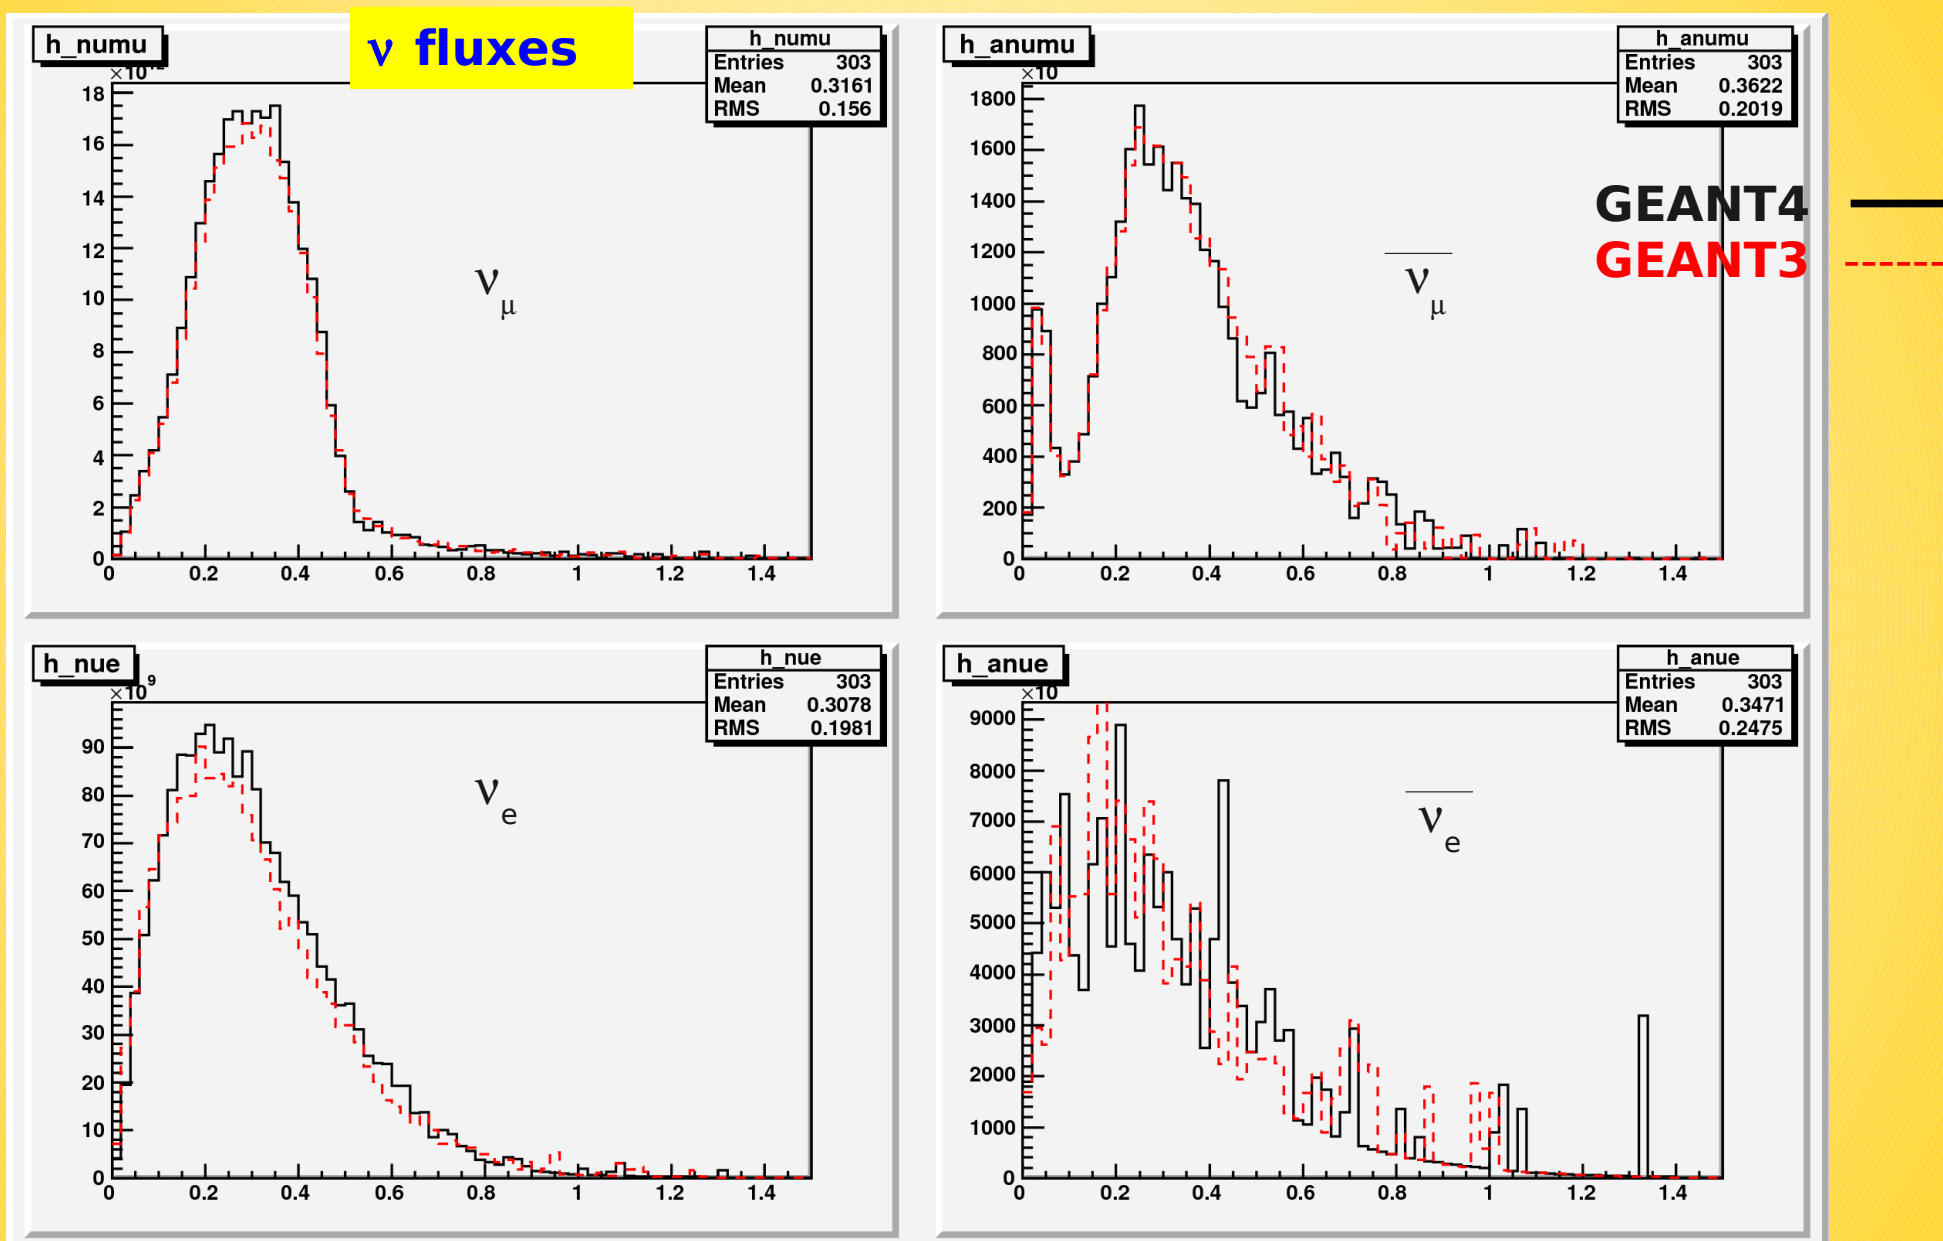 ν fluxes
h_numu
h_numu
Entries 303
Mean 0.3161
RMS 0.156
18
16
14
12
10
8
6
4
2
0
0 0.2 0.4 0.6 0.8 1 1.2 1.4
νμ
h_anumu
×10
h_anumu
Entries 303
Mean 0.3622
RMS 0.2019
1800
1600
1400
1200
1000
800
600
400
200
0
0 0.2 0.4 0.6 0.8 1 1.2 1.4
νμ
GEANT4
GEANT3
h_nue
×10⁹
h_nue
Entries 303
Mean 0.3078
RMS 0.1981
90
80
70
60
50
40
30
20
10
0
0 0.2 0.4 0.6 0.8 1 1.2 1.4
νe
h_anue
×10
h_anue
Entries 303
Mean 0.3471
RMS 0.2475
9000
8000
7000
6000
5000
4000
3000
2000
1000
0
0 0.2 0.4 0.6 0.8 1 1.2 1.4
νe